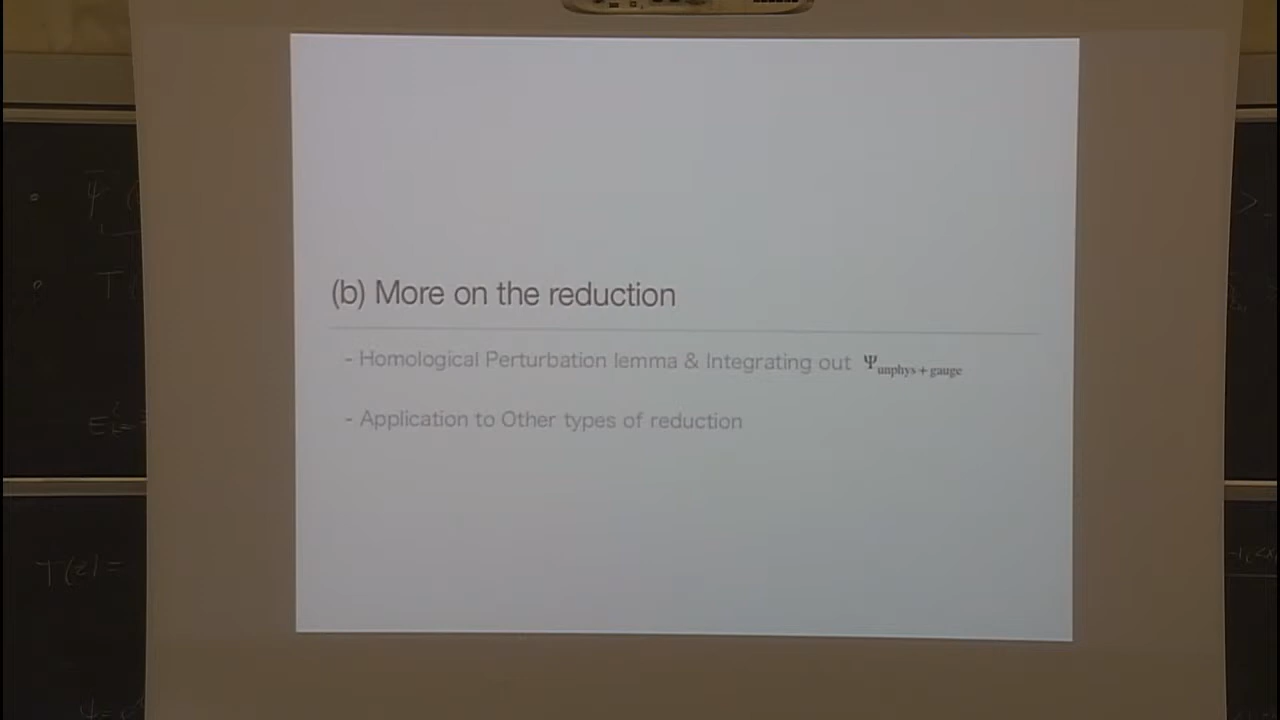 (b) More on the reduction
- Homological Perturbation lemma & Integrating out Ψunphys + gauge
- Application to Other types of reduction
T(z) =